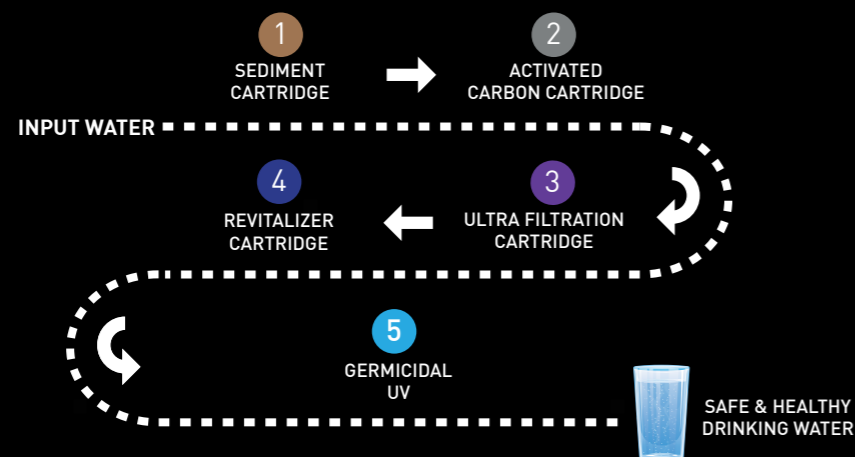 1
SEDIMENT
CARTRIDGE
2
ACTIVATED
CARBON CARTRIDGE
INPUT WATER
4
REVITALIZER
CARTRIDGE
3
ULTRA FILTRATION
CARTRIDGE
5
GERMICIDAL
UV
SAFE & HEALTHY
DRINKING WATER